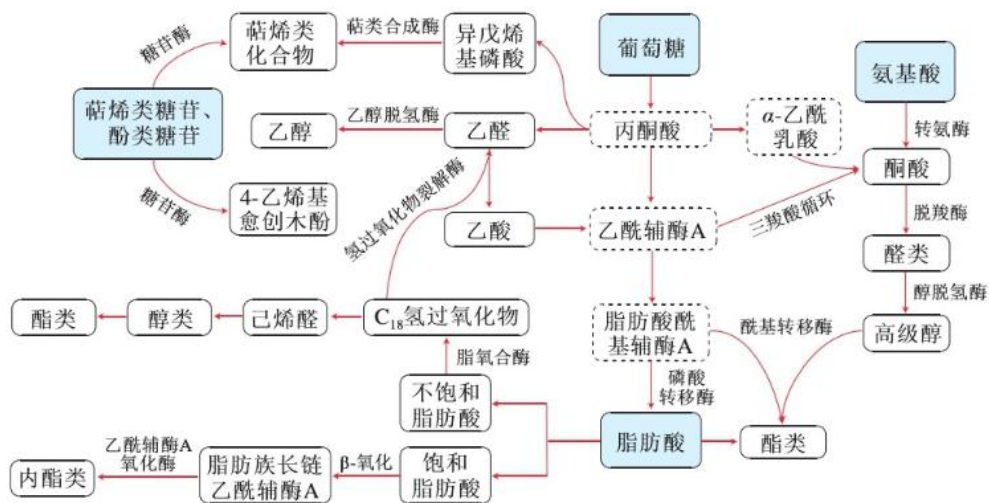 糖苷酶
萜烯类
化合物
萜类合成酶
异戊烯
基磷酸
葡萄糖
氨基酸
萜烯类糖苷、
酚类糖苷
乙醇
乙醇脱氢酶
乙醛
丙酮酸
α-乙酰
乳酸
转氨酶
酮酸
糖苷酶
4-乙烯基
愈创木酚
氢过氧化物裂解酶
乙酸
乙酰辅酶A
三羧酸循环
脱羧酶
醛类
醇脱氢酶
酯类
醇类
己烯醛
C18氢过氧化物
脂肪酸酰
基辅酶A
酰基转移酶
高级醇
脂氧合酶
不饱和
脂肪酸
磷酸
转移酶
脂肪酸
酯类
内酯类
乙酰辅酶A
氧化酶
脂肪族长链
乙酰辅酶A
β-氧化
饱和
脂肪酸